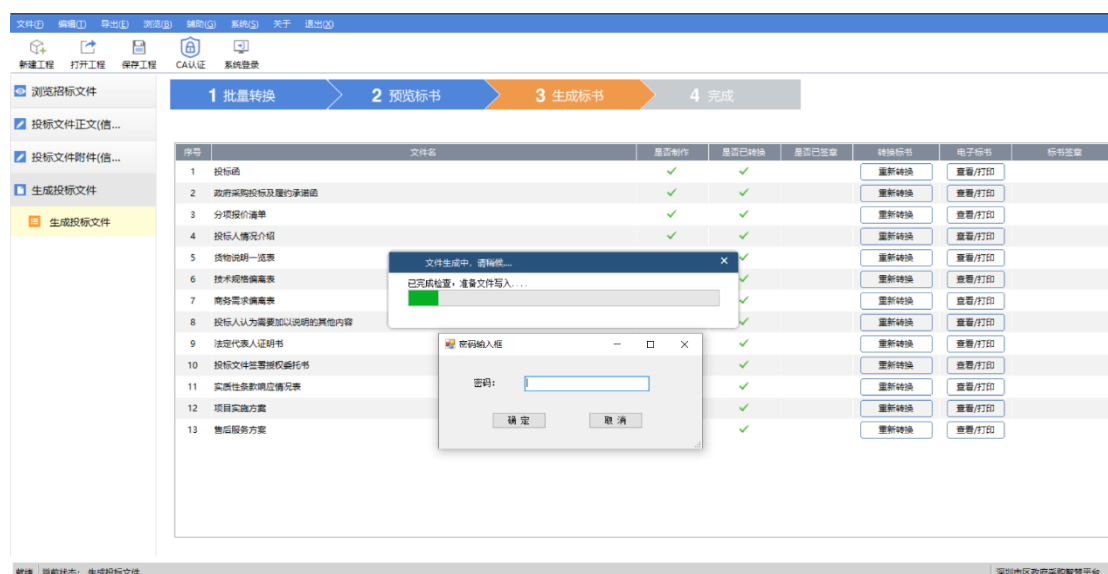 文件(F) 编辑(T) 导出(E) 浏览(B) 辅助(G) 系统(S) 关于 退出(X)
新建工程 打开工程 保存工程 CA认证 系统登录
浏览招标文件
投标文件正文(信...
投标文件附件(信...
生成投标文件
生成投标文件
1 批量转换 2 预览标书 3 生成标书 4 完成
序号 文件名 是否制作 是否已转换 是否已签章 转换标书 电子标书 标书签章
1 投标函 重新转换 查看/打印
2 政府采购投标及履约承诺函 重新转换 查看/打印
3 分项报价清单 重新转换 查看/打印
4 投标人情况介绍 重新转换 查看/打印
5 货物说明一览表 重新转换 查看/打印
6 技术规格偏离表 重新转换 查看/打印
7 商务需求偏离表 重新转换 查看/打印
8 投标人认为需要加以说明的其他内容 重新转换 查看/打印
9 法定代表人证明书 重新转换 查看/打印
10 投标文件签署授权委托书 重新转换 查看/打印
11 实质性条款响应情况表 重新转换 查看/打印
12 项目实施方案 重新转换 查看/打印
13 售后服务方案 重新转换 查看/打印
文件生成中，请稍候....
已完成检查，准备文件写入....
密码输入框
密码：
确 定 取 消
就绪 当前状态： 生成投标文件 深圳市区政府采购智慧平台